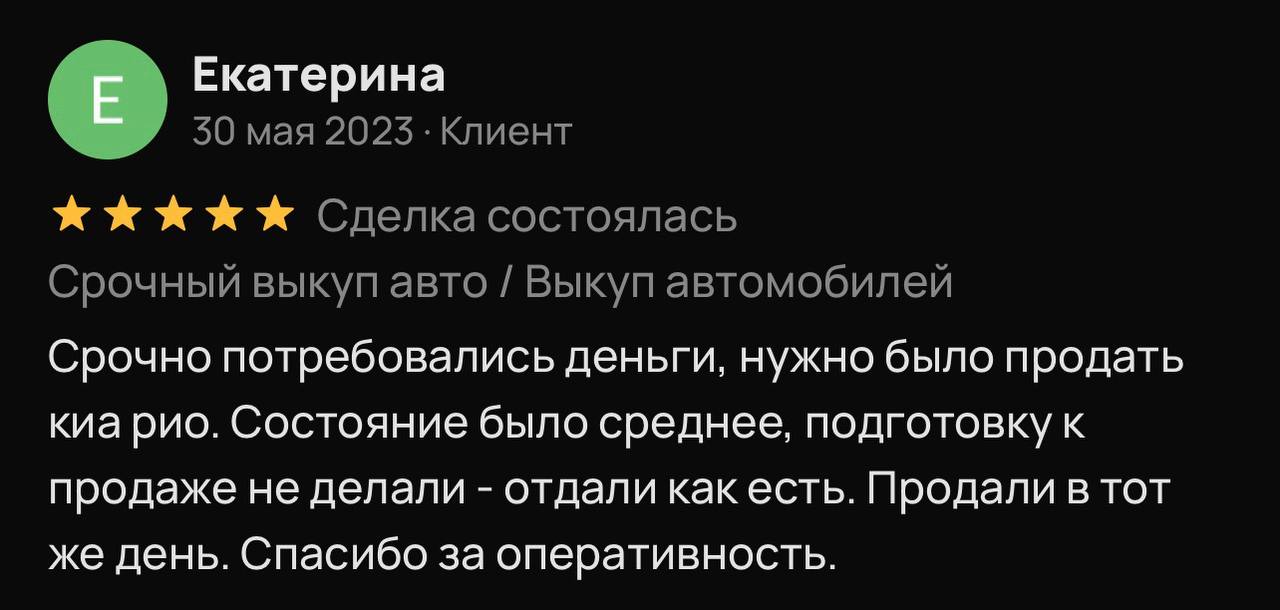 Е
Екатерина
30 мая 2023 · Клиент
Сделка состоялась
Срочный выкуп авто / Выкуп автомобилей
Срочно потребовались деньги, нужно было продать
киа рио. Состояние было среднее, подготовку к
продаже не делали - отдали как есть. Продали в тот
же день. Спасибо за оперативность.